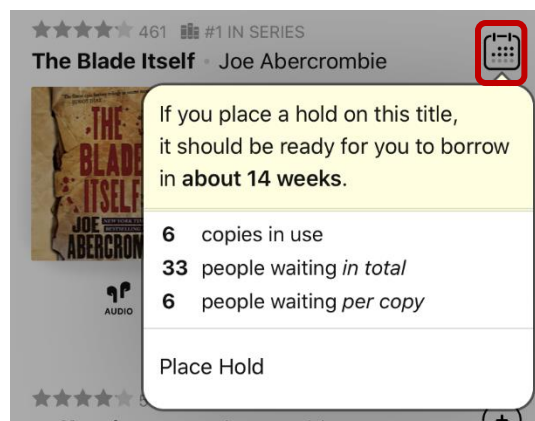 461 #1 IN SERIES
The Blade Itself • Joe Abercrombie
If you place a hold on this title,
it should be ready for you to borrow
in about 14 weeks.
THE
BLADE
ITSELF
JOE
ABERCROM
6 copies in use
33 people waiting in total
6 people waiting per copy
AUDIO
Place Hold